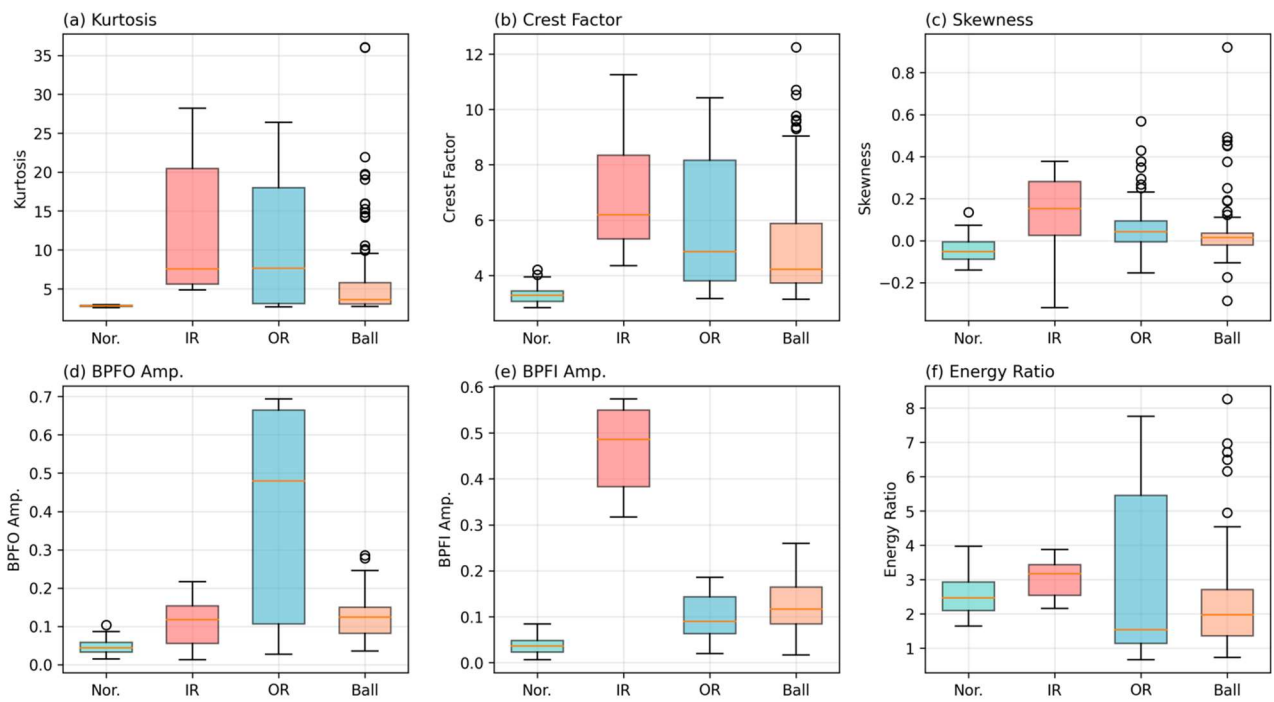 (a) Kurtosis
Kurtosis
35
30
25
20
15
10
5
Nor. IR OR Ball
(b) Crest Factor
Crest Factor
12
10
8
6
4
Nor. IR OR Ball
(c) Skewness
Skewness
0.8
0.6
0.4
0.2
0.0
−0.2
Nor. IR OR Ball
(d) BPFO Amp.
BPFO Amp.
0.7
0.6
0.5
0.4
0.3
0.2
0.1
0.0
Nor. IR OR Ball
(e) BPFI Amp.
BPFI Amp.
0.6
0.5
0.4
0.3
0.2
0.1
0.0
Nor. IR OR Ball
(f) Energy Ratio
Energy Ratio
8
7
6
5
4
3
2
1
Nor. IR OR Ball